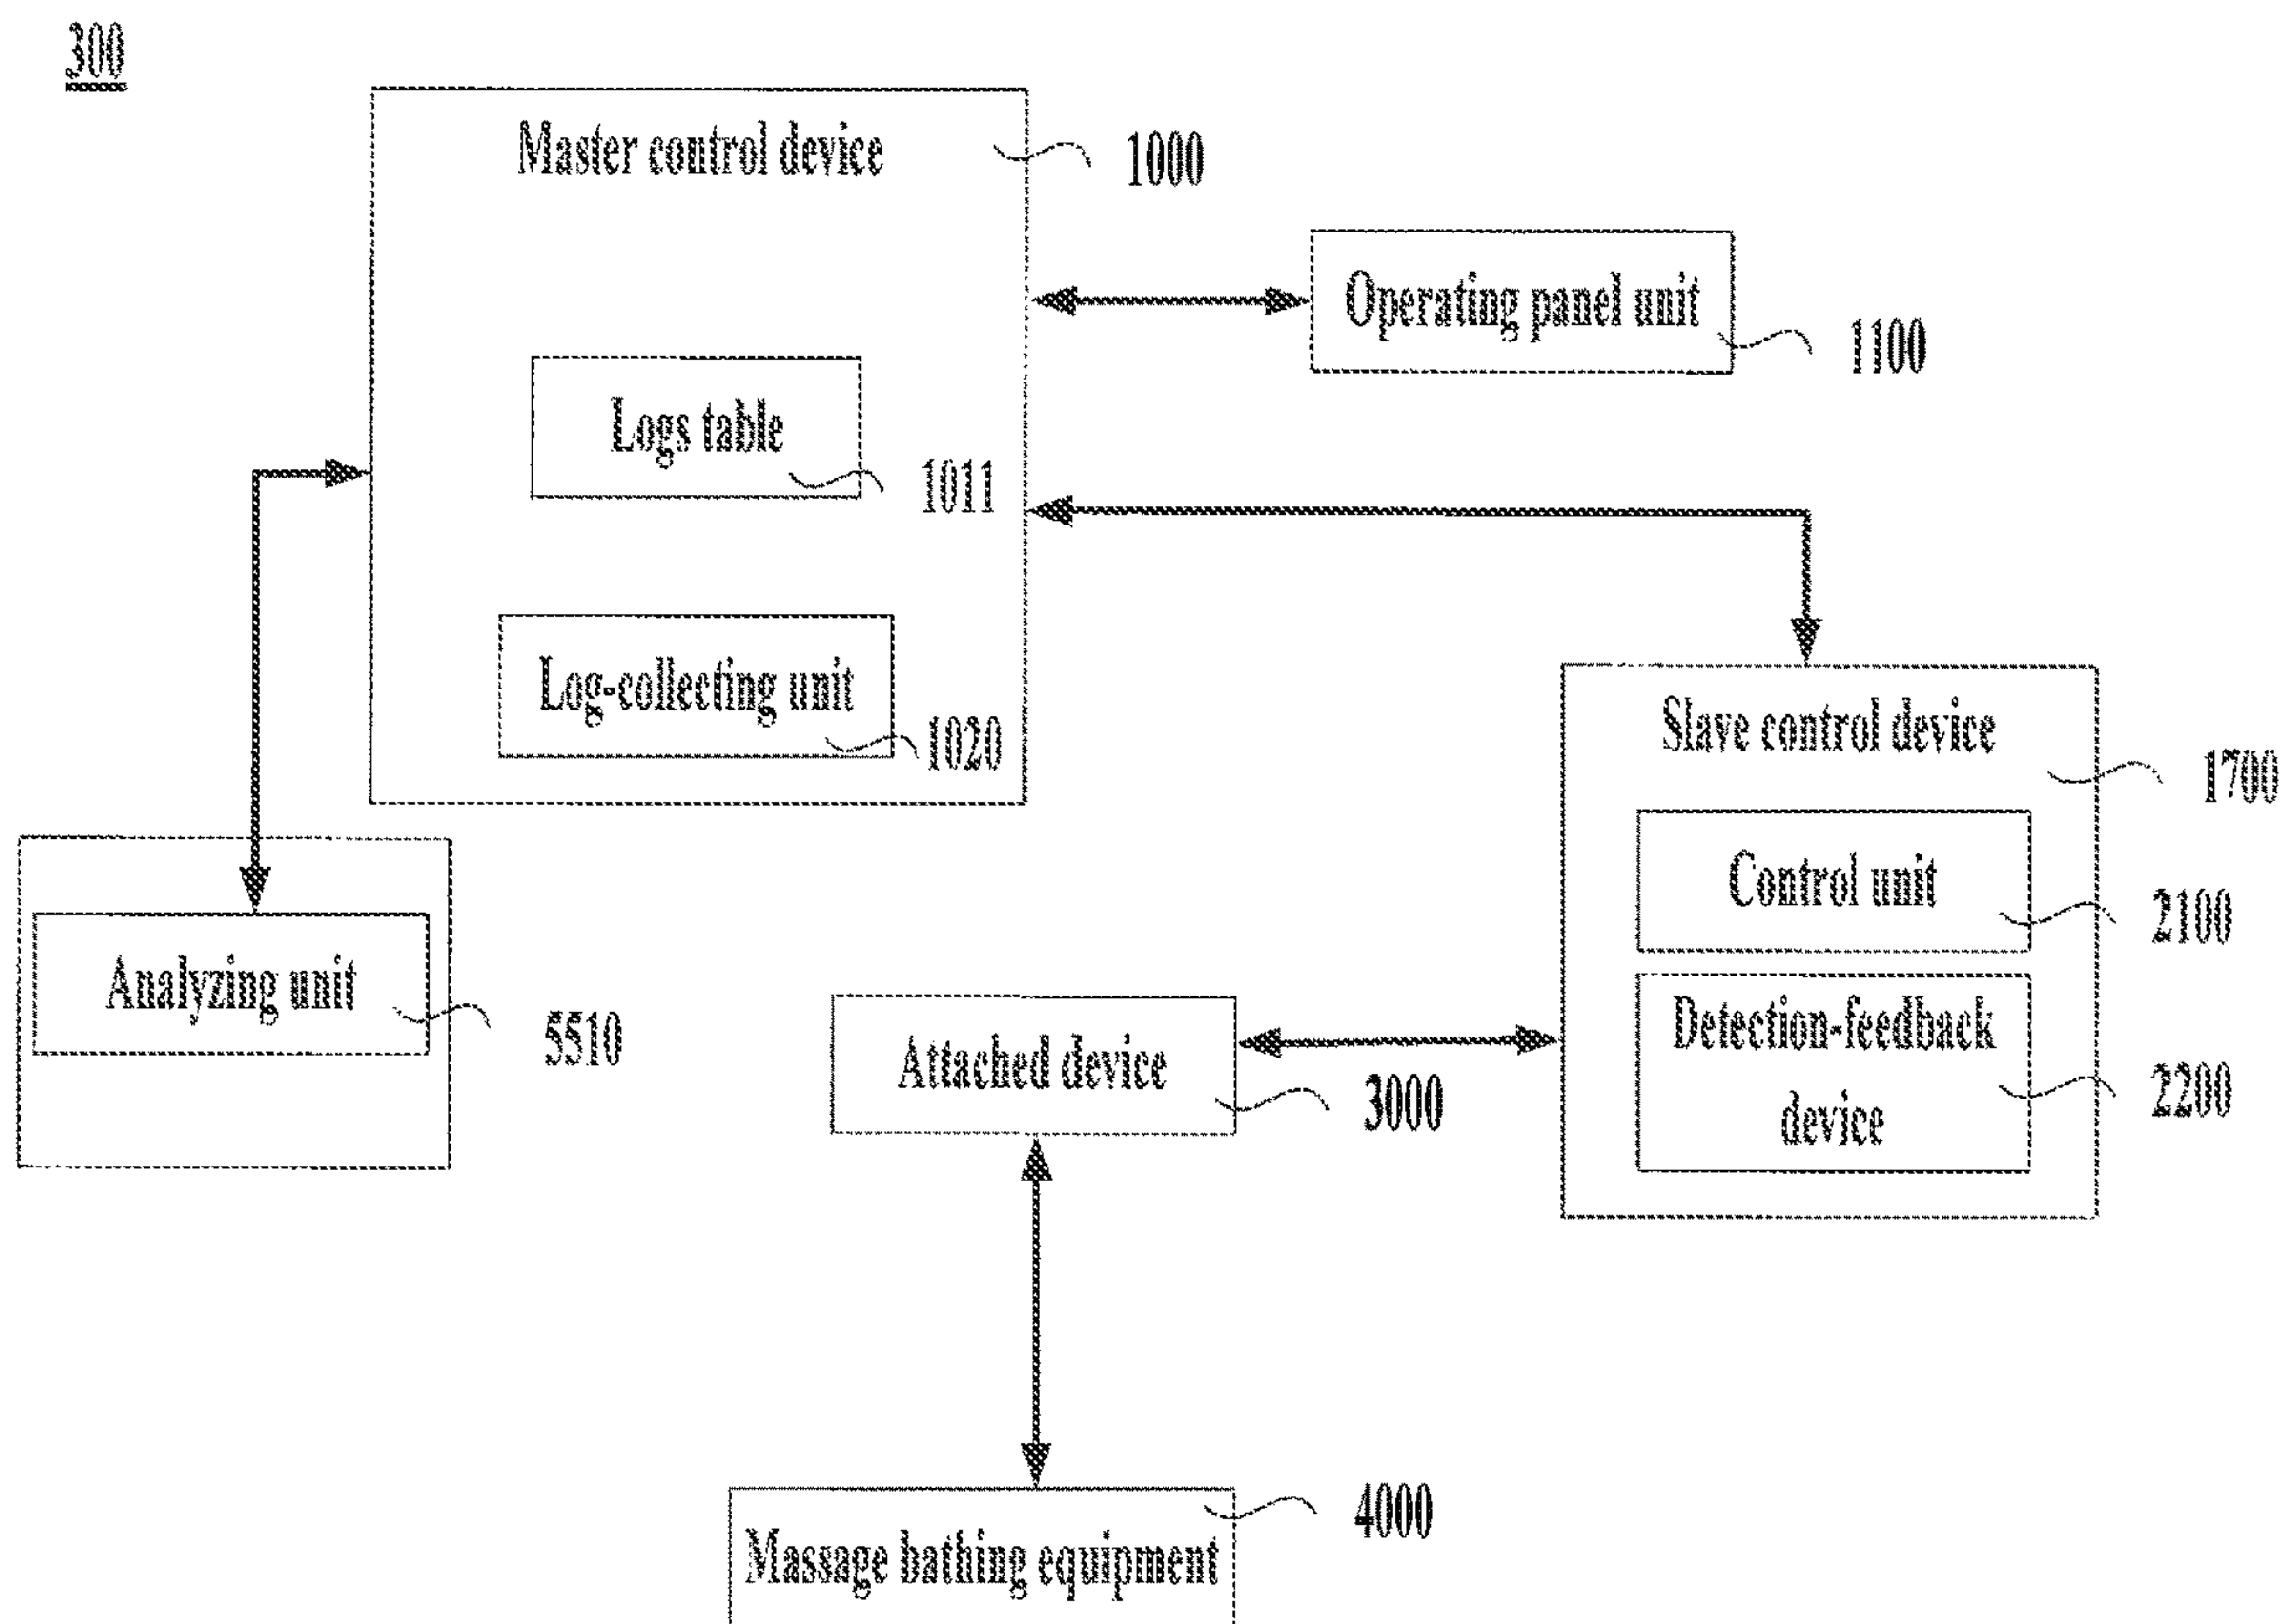 300
Master control device
1000
Operating panel unit
1100
Logs table
1011
Log-collecting unit
1020
Slave control device
1700
Control unit
2100
Analyzing unit
5510
Attached device
3000
Detection-feedback
device
2200
4000
Massage bathing equipment